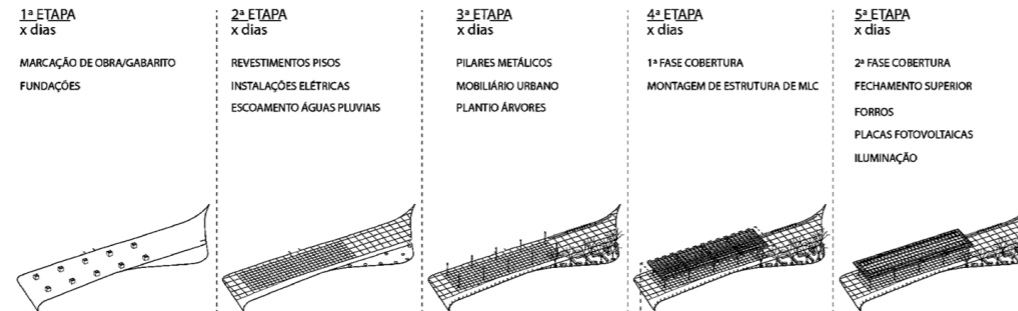 1ª ETAPA
x dias
MARCAÇÃO DE OBRA/GABARITO
FUNDAÇÕES
2ª ETAPA
x dias
REVESTIMENTOS PISOS
INSTALAÇÕES ELÉTRICAS
ESCOAMENTO ÁGUAS PLUVIAIS
3ª ETAPA
x dias
PILARES METÁLICOS
MOBILIÁRIO URBANO
PLANTIO ÁRVORES
4ª ETAPA
x dias
1ª FASE COBERTURA
MONTAGEM DE ESTRUTURA DE MLC
5ª ETAPA
x dias
2ª FASE COBERTURA
FECHAMENTO SUPERIOR
FORROS
PLACAS FOTOVOLTAICAS
ILUMINAÇÃO